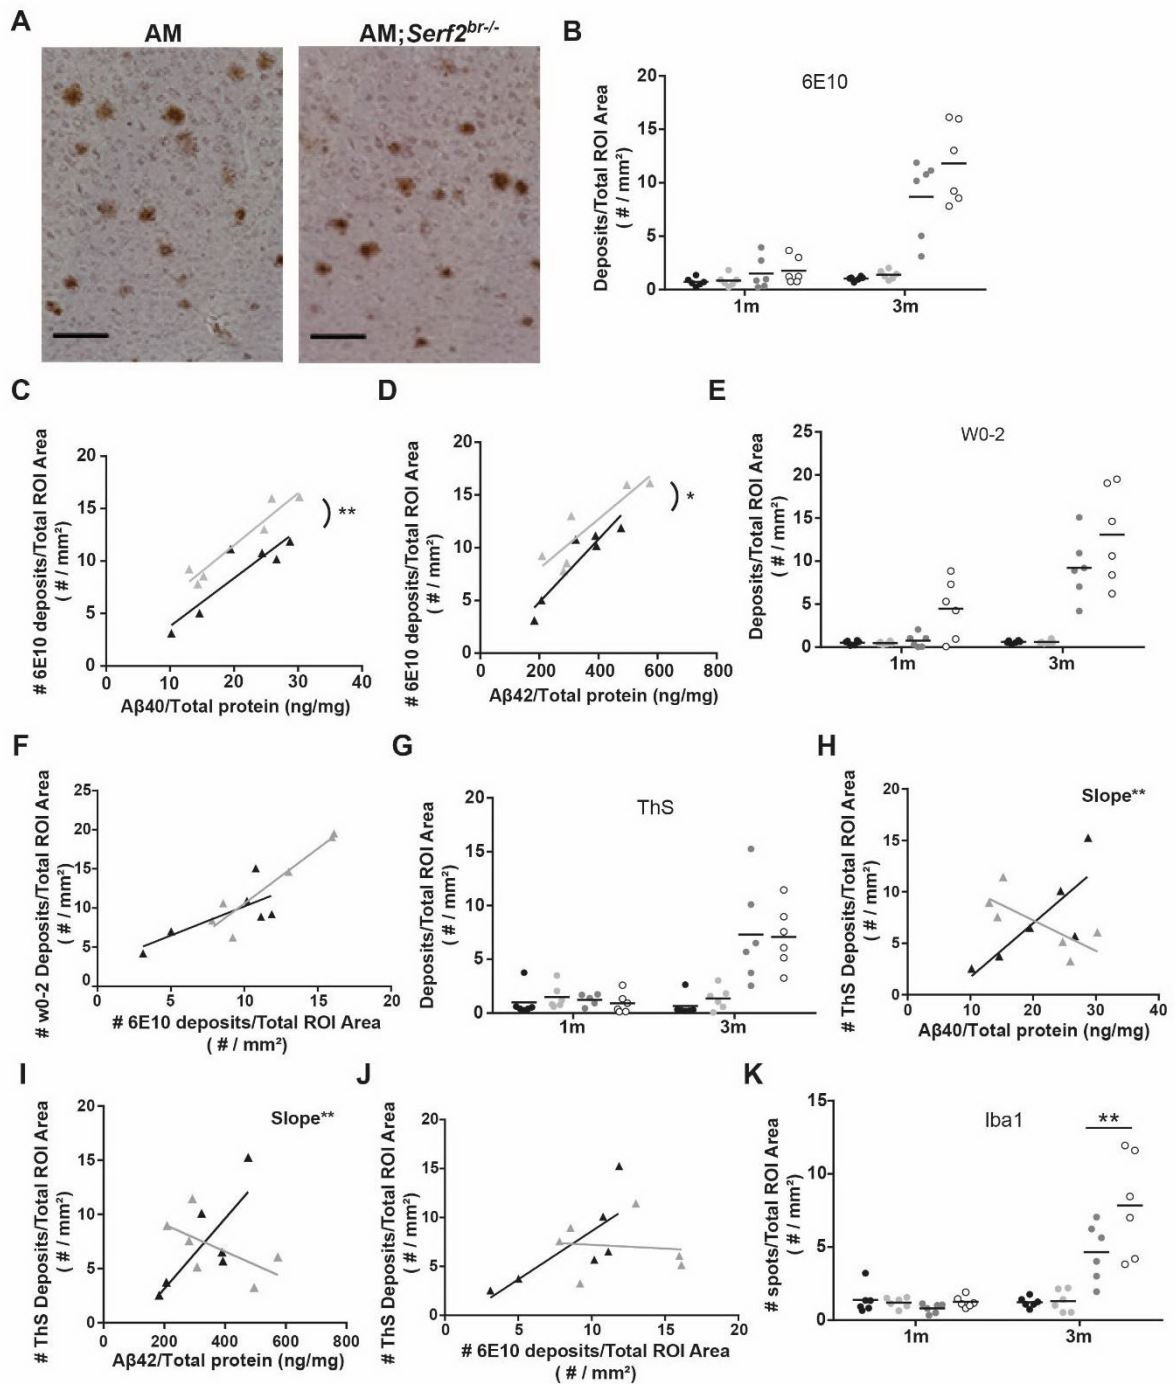 A
AM
AM;Serf2br-/-
B
6E10
Deposits/Total ROI Area
( # / mm²)
20
15
10
5
0
1m
3m
C
# 6E10 deposits/Total ROI Area
( # / mm²)
20
15
10
5
0
**
0
10
20
30
40
Aβ40/Total protein (ng/mg)
D
# 6E10 deposits/Total ROI Area
( # / mm²)
20
15
10
5
0
*
0
200
400
600
800
Aβ42/Total protein (ng/mg)
E
W0-2
Deposits/Total ROI Area
( # / mm²)
25
20
15
10
5
0
1m
3m
F
# w0-2 Deposits/Total ROI Area
( # / mm²)
25
20
15
10
5
0
0
5
10
15
20
# 6E10 deposits/Total ROI Area
( # / mm²)
G
ThS
Deposits/Total ROI Area
( # / mm²)
20
15
10
5
0
1m
3m
H
Slope**
# ThS Deposits/Total ROI Area
( # / mm²)
20
15
10
5
0
0
10
20
30
40
Aβ40/Total protein (ng/mg)
I
Slope**
# ThS Deposits/Total ROI Area
( # / mm²)
20
15
10
5
0
0
200
400
600
800
Aβ42/Total protein (ng/mg)
J
# ThS Deposits/Total ROI Area
( # / mm²)
20
15
10
5
0
0
5
10
15
20
# 6E10 deposits/Total ROI Area
( # / mm²)
K
Iba1
**
# spots/Total ROI Area
( # / mm²)
15
10
5
0
1m
3m